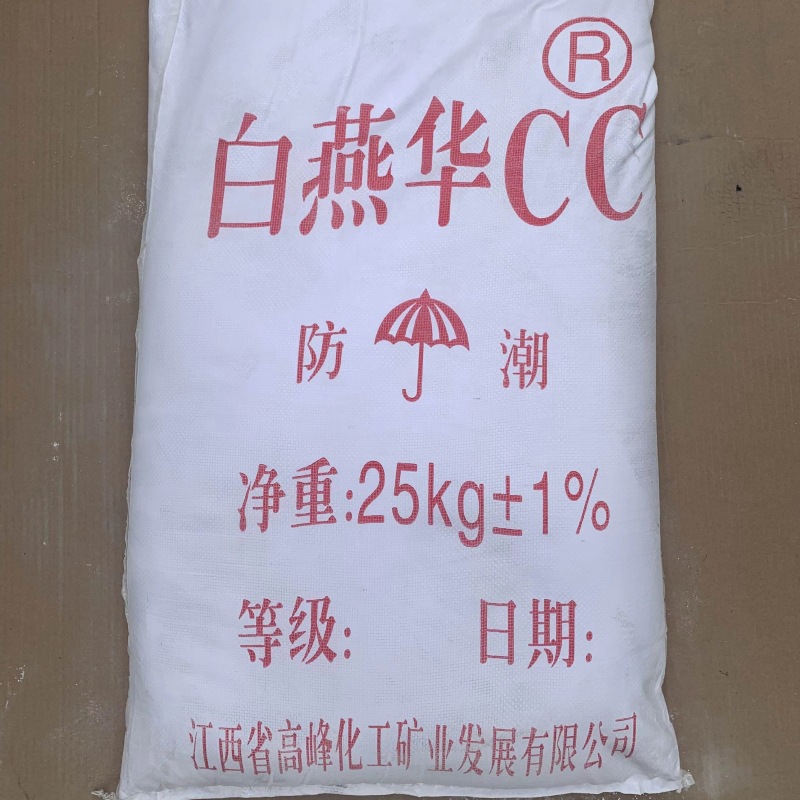 ®
白燕华CC
防潮
净重:25kg±1%
等级: 日期:
江西省高峰化工矿业发展有限公司